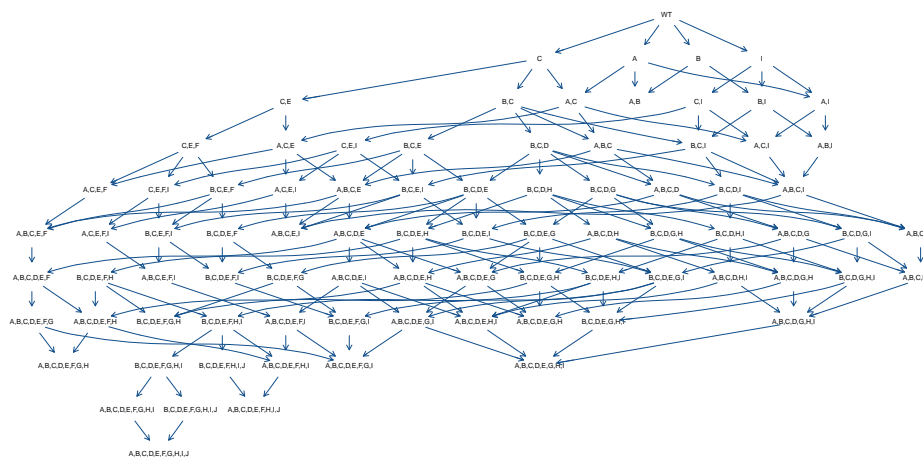 WT
C A B I
C,E B,C A,C A,B C,I B,I A,I
C,E,F A,C,E C,E,I B,C,E B,C,D A,B,C B,C,I A,C,I A,B,I
A,C,E,F C,E,F,I B,C,E,F A,C,E,I A,B,C,E B,C,E,I B,C,D,E B,C,D,H B,C,D,G A,B,C,D B,C,D,I A,B,C,I
A,B,C,E,F A,C,E,F,I B,C,E,F,I B,C,D,E,F A,B,C,E,I A,B,C,D,E B,C,D,E,H B,C,D,E,I B,C,D,E,G A,B,C,D,H B,C,D,G,H B,C,D,H,I A,B,C,D,G B,C,D,G,I
A,B,C,D,E,F B,C,D,E,F,H A,B,C,E,F,I B,C,D,E,F,I B,C,D,E,F,G A,B,C,D,E,I A,B,C,D,E,H A,B,C,D,E,G B,C,D,E,G,H B,C,D,E,H,I B,C,D,E,G,I A,B,C,D,H,I A,B,C,D,G,H B,C,D,G,H,I
A,B,C,D,E,F,G A,B,C,D,E,F,H B,C,D,E,F,G,H B,C,D,E,F,H,I A,B,C,D,E,F,I B,C,D,E,F,G,I A,B,C,D,E,G,I A,B,C,D,E,H,I A,B,C,D,E,G,H B,C,D,E,G,H,I A,B,C,D,G,H,I
A,B,C,D,E,F,G,H B,C,D,E,F,G,H,I B,C,D,E,F,H,I,J A,B,C,D,E,F,H,I A,B,C,D,E,F,G,I A,B,C,D,E,G,H,I
A,B,C,D,E,F,G,H,I B,C,D,E,F,G,H,I,J A,B,C,D,E,F,H,I,J
A,B,C,D,E,F,G,H,I,J